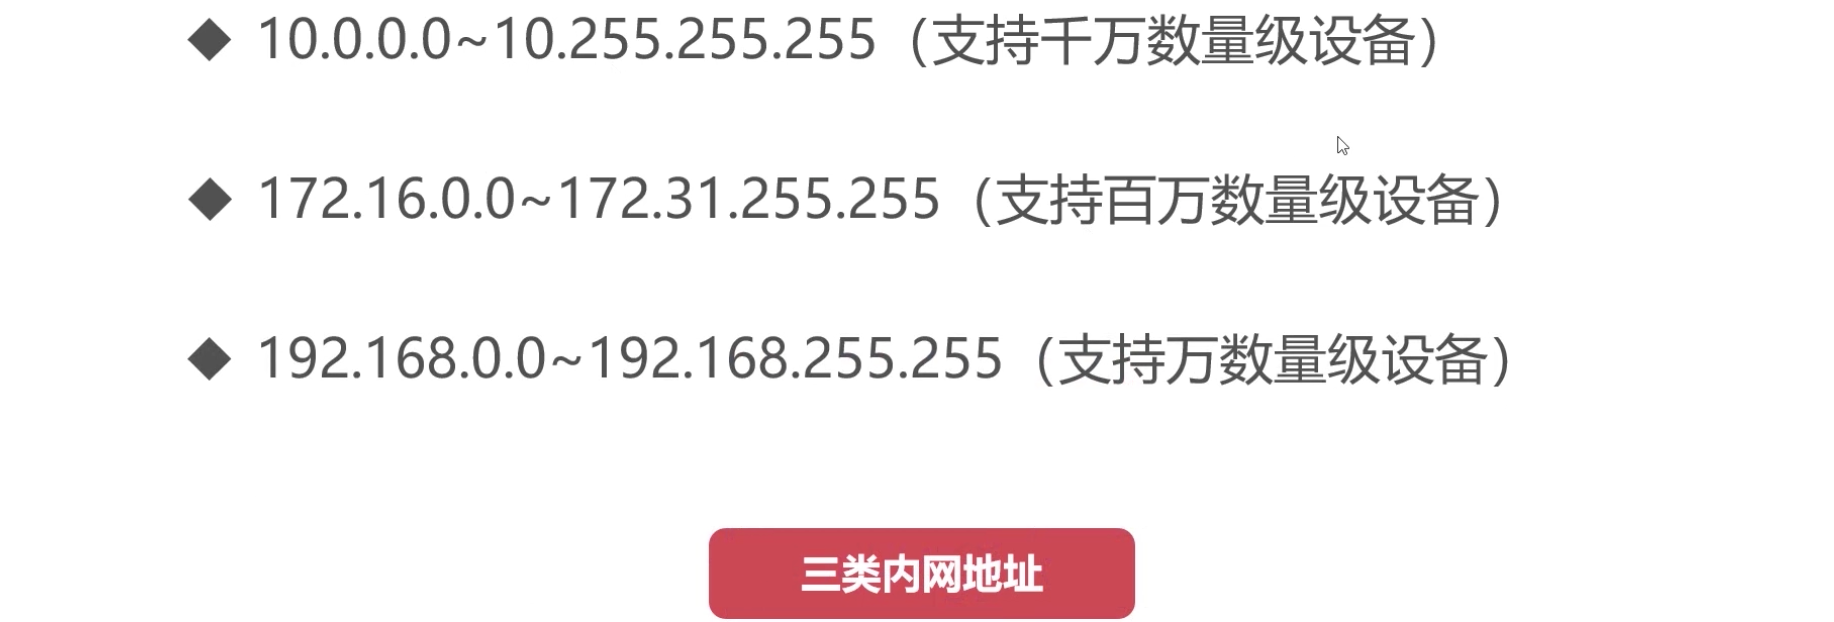 ◆ 10.0.0.0~10.255.255.255（支持千万数量级设备）
◆ 172.16.0.0~172.31.255.255（支持百万数量级设备）
◆ 192.168.0.0~192.168.255.255（支持万数量级设备）
三类内网地址